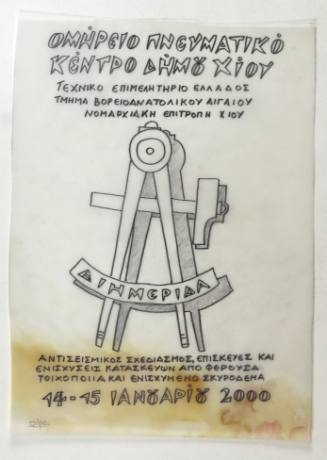 ΟΜΗΡΕΙΟ ΠΝΕΥΜΑΤΙΚΟ
ΚΕΝΤΡΟ ΔΗΜΟΥ ΧΙΟΥ
ΤΕΧΝΙΚΟ ΕΠΙΜΕΛΗΤΗΡΙΟ ΕΛΛΑΔΟΣ
ΤΜΗΜΑ ΒΟΡΕΙΟΑΝΑΤΟΛΙΚΟΥ ΑΙΓΑΙΟΥ
ΝΟΜΑΡΧΙΑΚΗ ΕΠΙΤΡΟΠΗ ΧΙΟΥ
ΔΙΗΜΕΡΙΔΑ
ΑΝΤΙΣΕΙΣΜΙΚΟΣ ΣΧΕΔΙΑΣΜΟΣ, ΕΠΙΣΚΕΥΕΣ ΚΑΙ
ΕΝΙΣΧΥΣΕΙΣ ΚΑΤΑΣΚΕΥΩΝ ΑΠΟ ΦΕΡΟΥΣΑ
ΤΟΙΧΟΠΟΙΙΑ ΚΑΙ ΕΝΙΣΧΥΜΕΝΟ ΣΚΥΡΟΔΕΜΑ
14-15 ΙΑΝΟΥΑΡΙΟΥ 2000